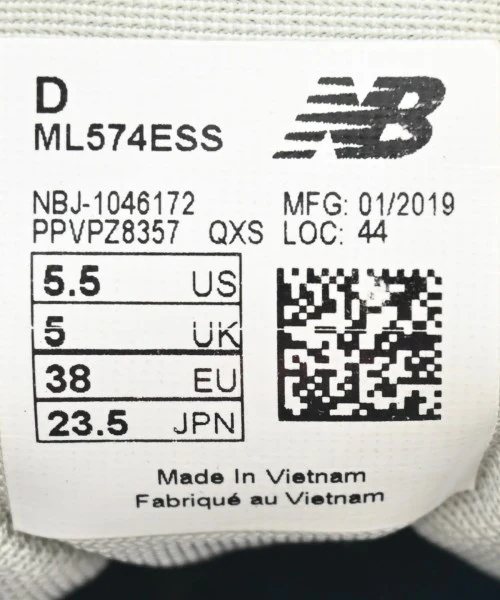 D
ML574ESS
NB
NBJ-1046172 MFG: 01/2019
PPVPZ8357 QXS LOC: 44
5.5 US
5 UK
38 EU
23.5 JPN
Made In Vietnam
Fabriqué au Vietnam